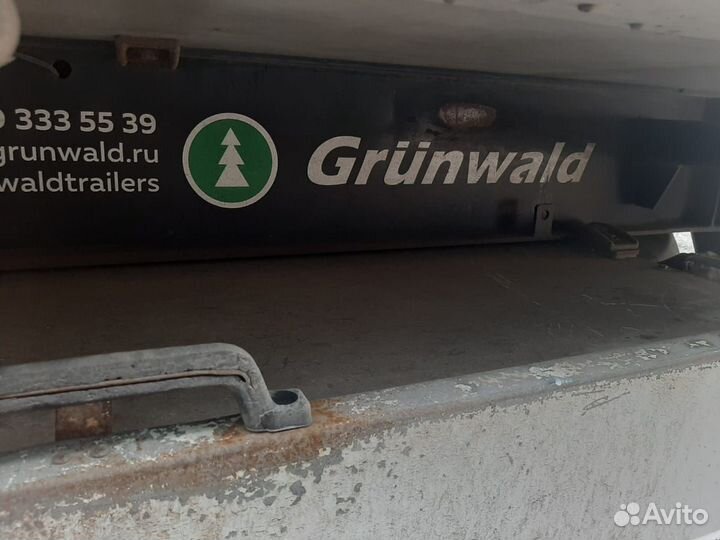 333 55 39
grunwald.ru
waldtrailers
Grünwald
Avito